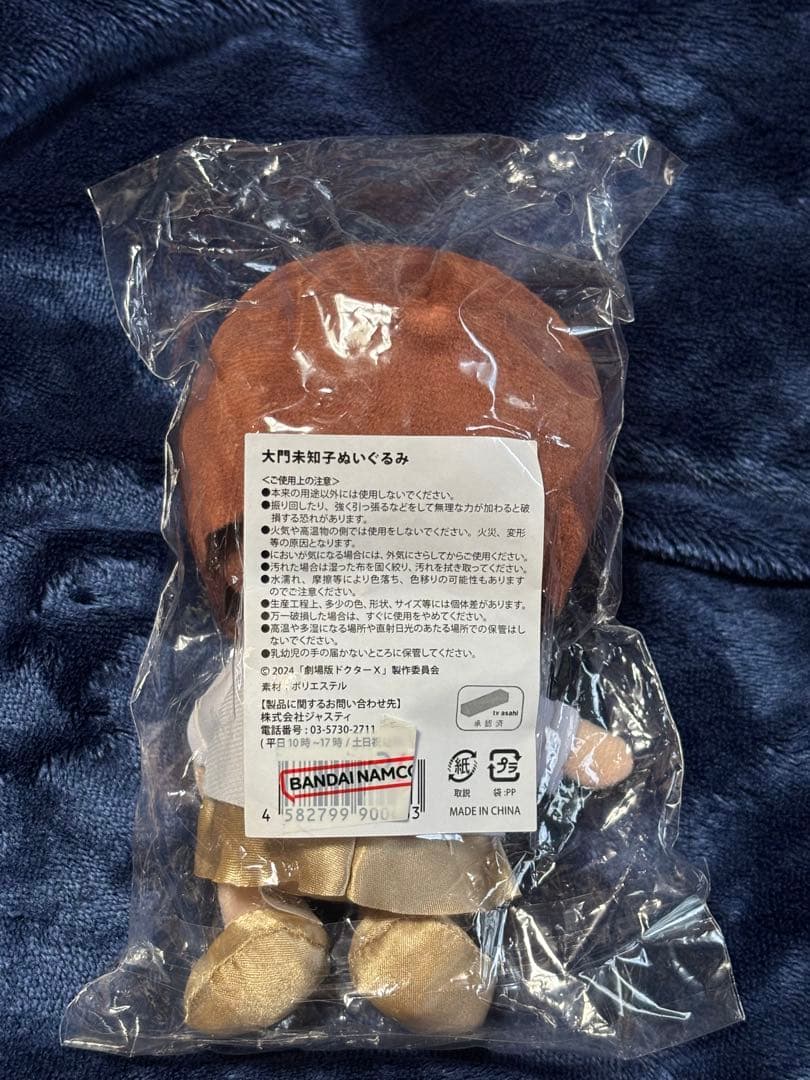 大門未知子ぬいぐるみ
＜ご使用上の注意＞
●本来の用途以外には使用しないでください。
●振り回したり、強く引っ張るなどをして無理な力が加わると破
損する恐れがあります。
●火気や高温物の側では使用をしないでください。火災、変形
等の原因となります。
●においが気になる場合には、外気にさらしてからご使用ください。
●汚れた場合は湿った布を固く絞り、汚れを拭き取ってください。
●水濡れ、摩擦等により色落ち、色移りの可能性もあります
のでご注意ください。
●生産工程上、多少の色、形状、サイズ等には個体差があります。
●万一破損した場合は、すぐに使用をやめてください。
●高温や多湿になる場所や直射日光のあたる場所での保管はし
ないでください。
●乳幼児の手の届かないところに保管してください。
© 2024「劇場版ドクターX」製作委員会
素材：ポリエステル
【製品に関するお問い合わせ先】
株式会社ジャスティ
電話番号：03-5730-2711
(平日10時~17時/土日祝
tv asahi
承認済
BANDAI NAMCO
4 582799 900 3
紙
取説
プラ
袋:PP
MADE IN CHINA